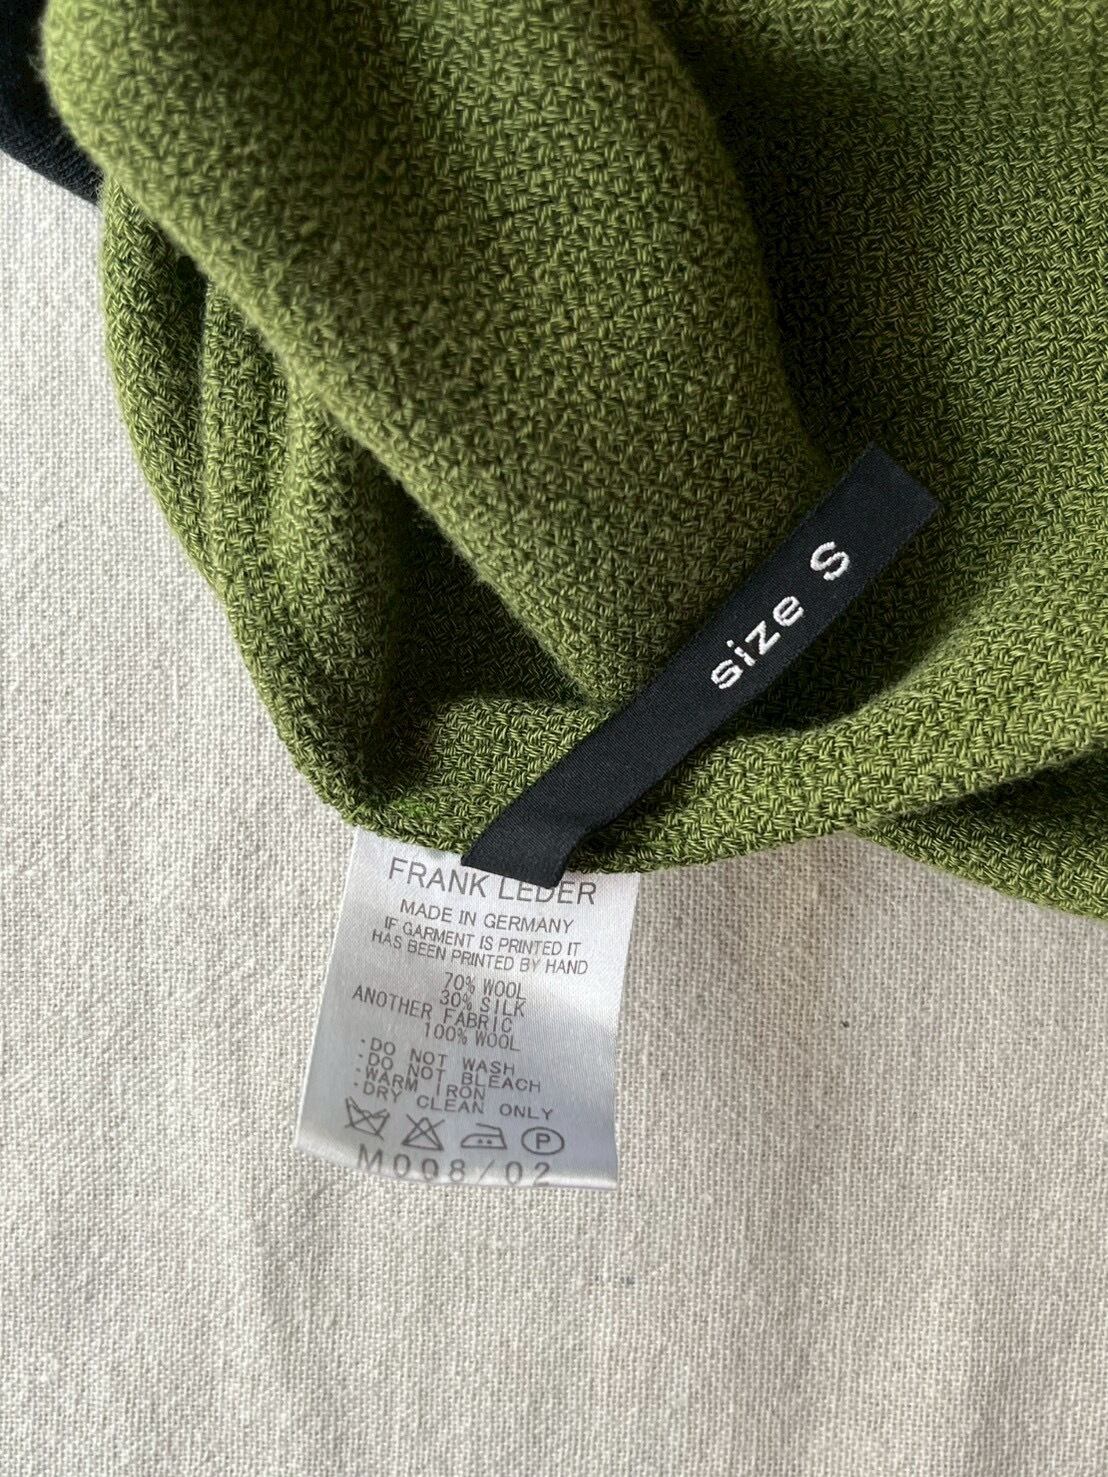 size S
FRANK LEDER
MADE IN GERMANY
IF GARMENT IS PRINTED IT
HAS BEEN PRINTED BY HAND
70% WOOL
30% SILK
ANOTHER FABRIC
100% WOOL
・DO NOT WASH
・DO NOT BLEACH
・WARM IRON
・DRY CLEAN ONLY
P
M008/02